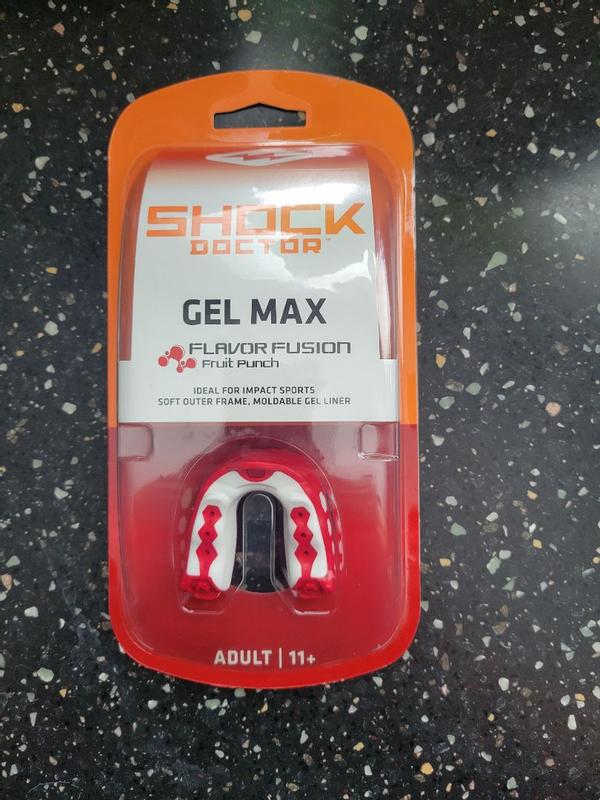 SHOCK
DOCTOR™
GEL MAX
FLAVOR FUSION
Fruit Punch
IDEAL FOR IMPACT SPORTS
SOFT OUTER FRAME, MOLDABLE GEL LINER
ADULT | 11+